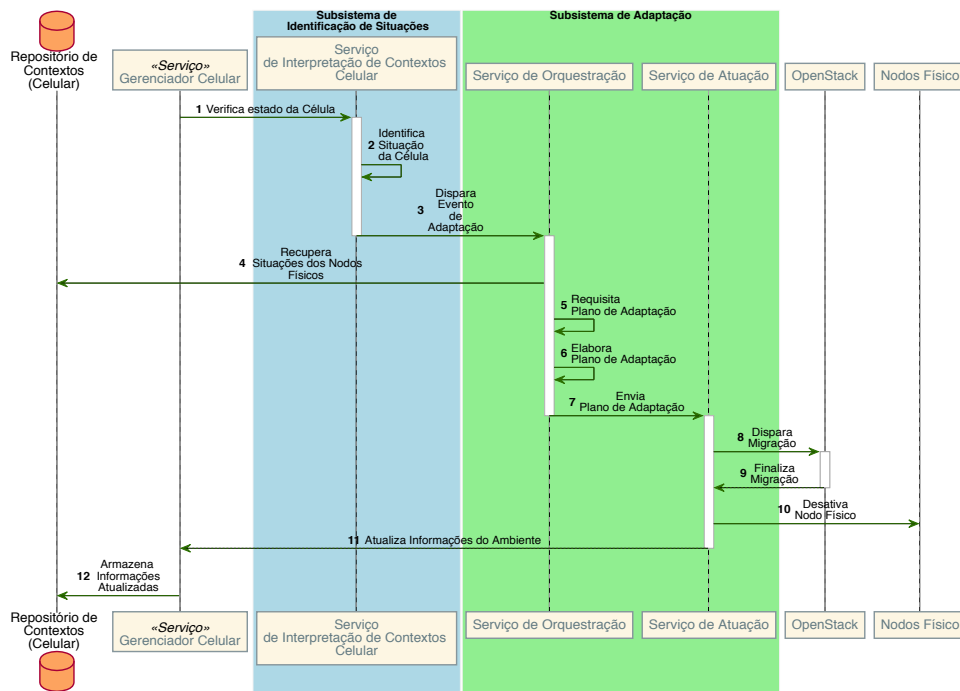 Subsistema de
Identificação de Situações
Subsistema de Adaptação
Repositório de
Contextos
(Celular)
«Serviço»
Gerenciador Celular
Serviço
de Interpretação de Contextos
Celular
Serviço de Orquestração
Serviço de Atuação
OpenStack
Nodos Físico
1 Verifica estado da Célula
2 Identifica
Situação
da Célula
3 Dispara
Evento
de
Adaptação
4 Recupera
Situações dos Nodos
Físicos
5 Requisita
Plano de Adaptação
6 Elabora
Plano de Adaptação
7 Envia
Plano de Adaptação
8 Dispara
Migração
9 Finaliza
Migração
10 Desativa
Nodo Físico
11 Atualiza Informações do Ambiente
12 Armazena
Informações
Atualizadas
Repositório de
Contextos
(Celular)
«Serviço»
Gerenciador Celular
Serviço
de Interpretação de Contextos
Celular
Serviço de Orquestração
Serviço de Atuação
OpenStack
Nodos Físico